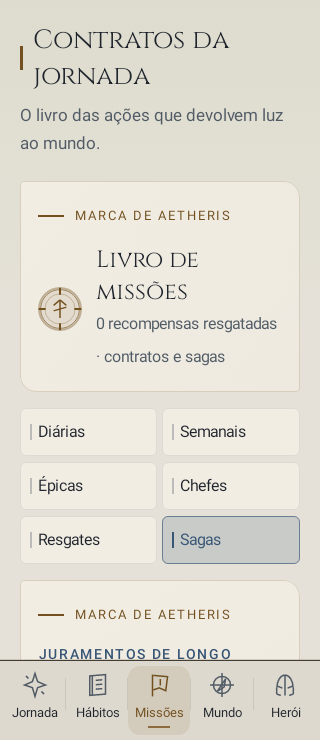 Contratos da
jornada
O livro das ações que devolvem luz
ao mundo.
MARCA DE AETHERIS
Livro de
missões
0 recompensas resgatadas
· contratos e sagas
Diárias
Semanais
Épicas
Chefes
Resgates
Sagas
MARCA DE AETHERIS
JURAMENTOS DE LONGO
Jornada
Hábitos
Missões
Mundo
Herói